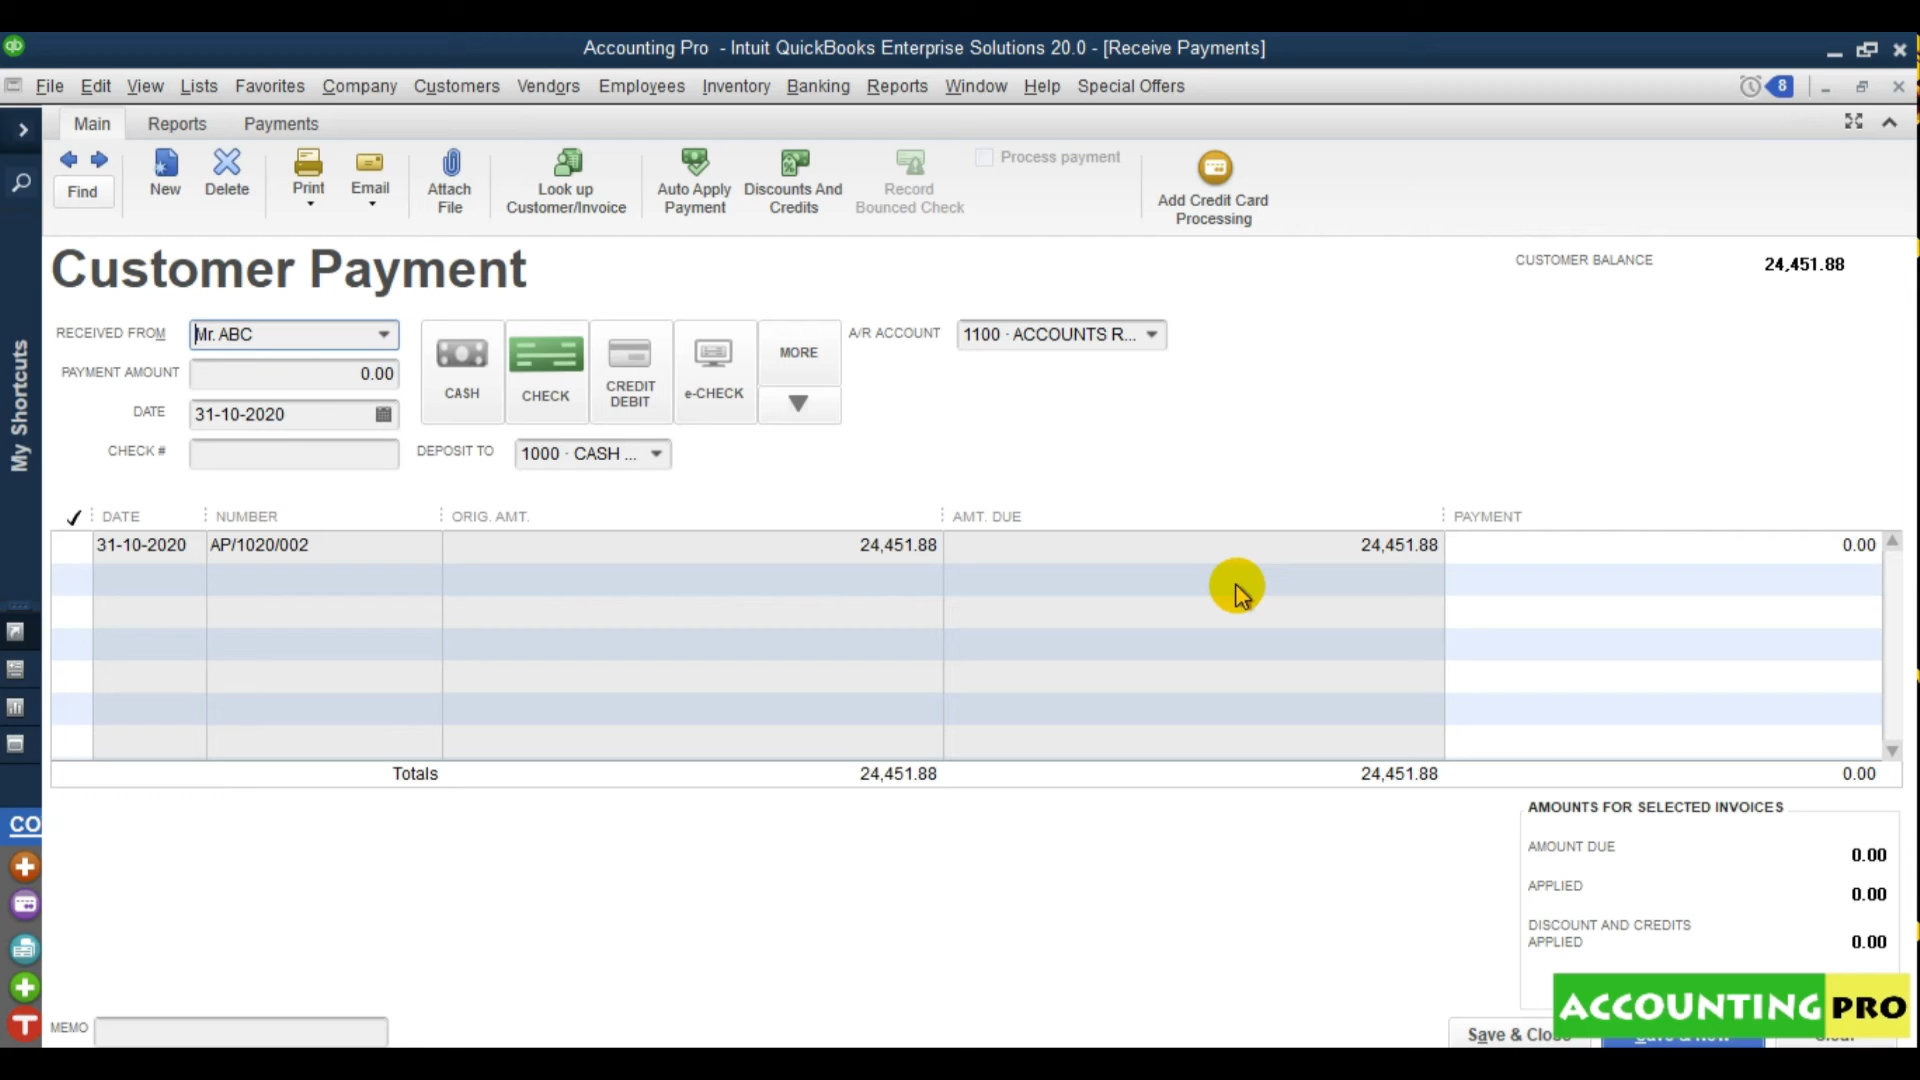 qb
Accounting Pro - Intuit QuickBooks Enterprise Solutions 20.0 - [Receive Payments]
File Edit View Lists Favorites Company Customers Vendors Employees Inventory Banking Reports Window Help Special Offers 8
Main Reports Payments
Find
New
Delete
Print
Email
Attach
File
Look up
Customer/Invoice
Auto Apply
Payment
Discounts And
Credits
Record
Bounced Check
Process payment
Add Credit Card
Processing
My Shortcuts
CO
Customer Payment
CUSTOMER BALANCE 24,451.88
RECEIVED FROM Mr. ABC
PAYMENT AMOUNT 0.00
DATE 31-10-2020
CHECK #
CASH
CHECK
CREDIT
DEBIT
e-CHECK
MORE
A/R ACCOUNT 1100 · ACCOUNTS R...
DEPOSIT TO 1000 · CASH ...
DATE NUMBER ORIG. AMT. AMT. DUE PAYMENT
31-10-2020 AP/1020/002 24,451.88 24,451.88 0.00
Totals 24,451.88 24,451.88 0.00
AMOUNTS FOR SELECTED INVOICES
AMOUNT DUE 0.00
APPLIED 0.00
DISCOUNT AND CREDITS
APPLIED 0.00
ACCOUNTING PRO
MEMO
Save & Clo